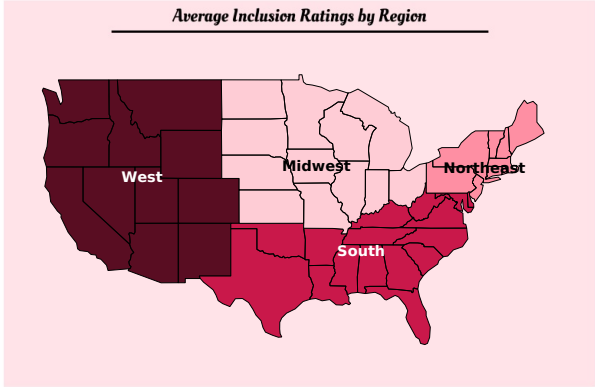 Average Inclusion Ratings by Region
Midwest
Northeast
West
South